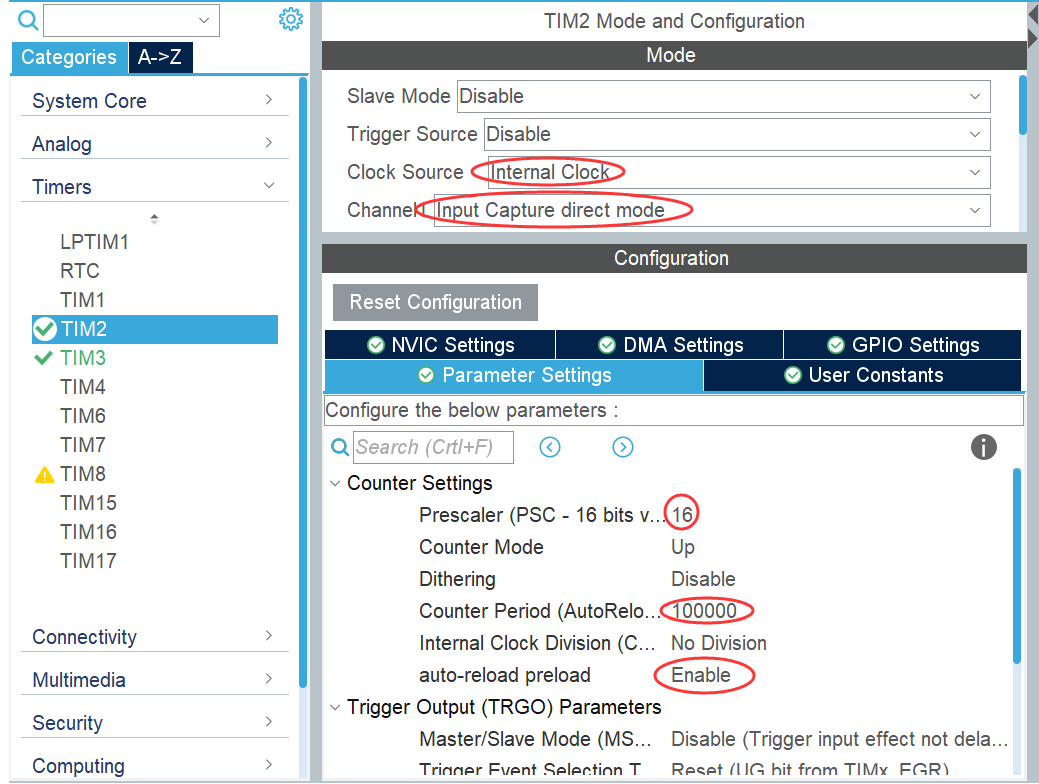 Categories
A->Z
System Core
Analog
Timers
LPTIM1
RTC
TIM1
TIM2
TIM3
TIM4
TIM6
TIM7
TIM8
TIM15
TIM16
TIM17
Connectivity
Multimedia
Security
Computing
TIM2 Mode and Configuration
Mode
Slave Mode Disable
Trigger Source Disable
Clock Source Internal Clock
Channel Input Capture direct mode
Configuration
Reset Configuration
NVIC Settings
DMA Settings
GPIO Settings
Parameter Settings
User Constants
Configure the below parameters :
Search (Crtl+F)
Counter Settings
Prescaler (PSC - 16 bits v... 16
Counter Mode Up
Dithering Disable
Counter Period (AutoRelo... 100000
Internal Clock Division (C... No Division
auto-reload preload Enable
Trigger Output (TRGO) Parameters
Master/Slave Mode (MS... Disable (Trigger input effect not dela...
Trigger Event Selection T Reset (UG bit from TIMx_EGR)